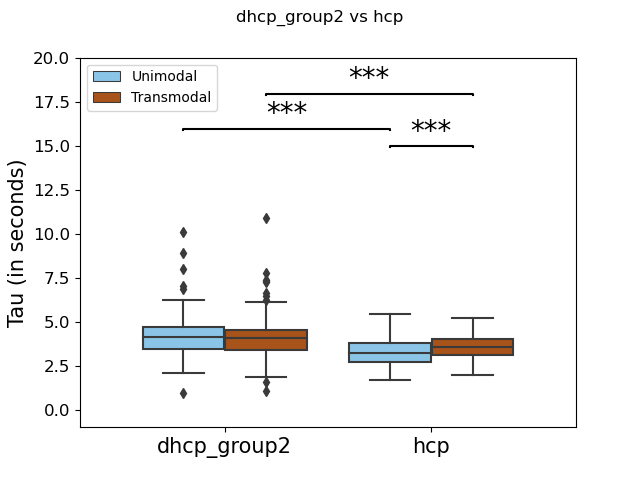 dhcp_group2 vs hcp
Unimodal
Transmodal
***
***
***
20.0
17.5
15.0
12.5
10.0
7.5
5.0
2.5
0.0
Tau (in seconds)
dhcp_group2
hcp